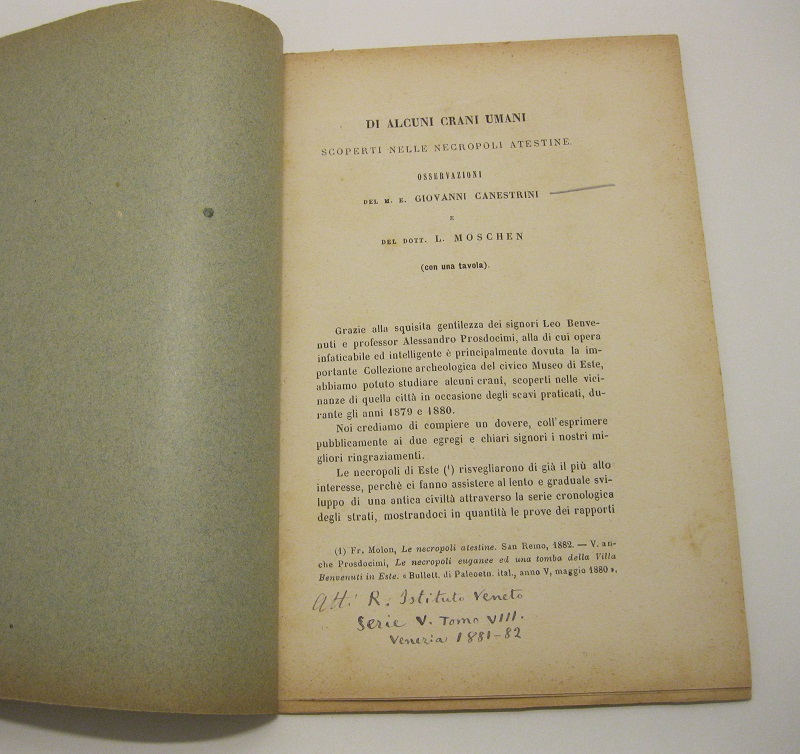 DI ALCUNI CRANI UMANI
SCOPERTI NELLE NECROPOLI ATESTINE.
OSSERVAZIONI
DEL M. E. GIOVANNI CANESTRINI
E
DEL DOTT. L. MOSCHEN
(con una tavola).
Grazie alla squisita gentilezza dei signori Leo Benve-
nuti e professor Alessandro Prosdocimi, alla di cui opera
infaticabile ed intelligente è principalmente dovuta la im-
portante Collezione archeologica del civico Museo di Este,
abbiamo potuto studiare alcuni crani, scoperti nelle vici-
nanze di quella città in occasione degli scavi praticati, du-
rante gli anni 1879 e 1880.
Noi crediamo di compiere un dovere, coll'esprimere
pubblicamente ai due egregi e chiari signori i nostri mi-
gliori ringraziamenti.
Le necropoli di Este (¹) risvegliarono di già il più alto
interesse, perchè ci fanno assistere al lento e graduale svi-
luppo di una antica civiltà attraverso la serie cronologica
degli strati, mostrandoci in quantità le prove dei rapporti
(1) Fr. Molon, Le necropoli atestine. San Remo, 1882. — V. an-
che Prosdocimi, Le necropoli euganee ed una tomba della Villa
Benvenuti in Este. « Bullett. di Paleoetn. ital., anno V, maggio 1880 ».
Atti R. Istituto Veneto
Serie V. Tomo VIII.
Venezia 1881-82